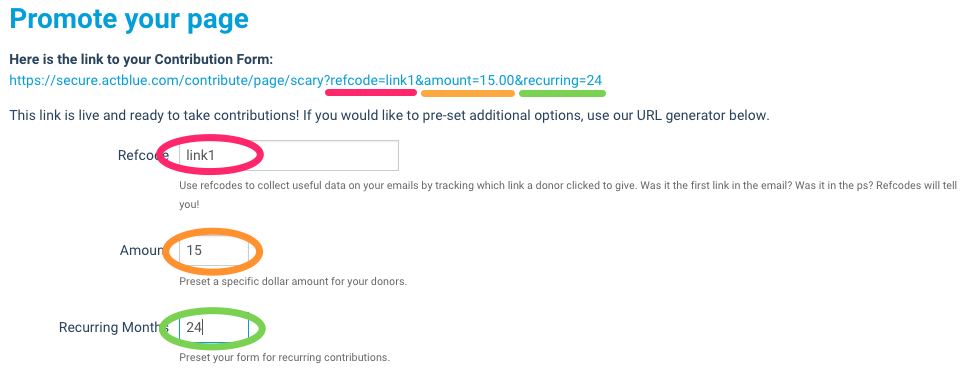 Promote your page
Here is the link to your Contribution Form:
https://secure.actblue.com/contribute/page/scary?refcode=link1&amount=15.00&recurring=24
This link is live and ready to take contributions! If you would like to pre-set additional options, use our URL generator below.
Refcode link1
Use refcodes to collect useful data on your emails by tracking which link a donor clicked to give. Was it the first link in the email? Was it in the ps? Refcodes will tell
you!
Amount 15
Preset a specific dollar amount for your donors.
Recurring Months 24
Preset your form for recurring contributions.